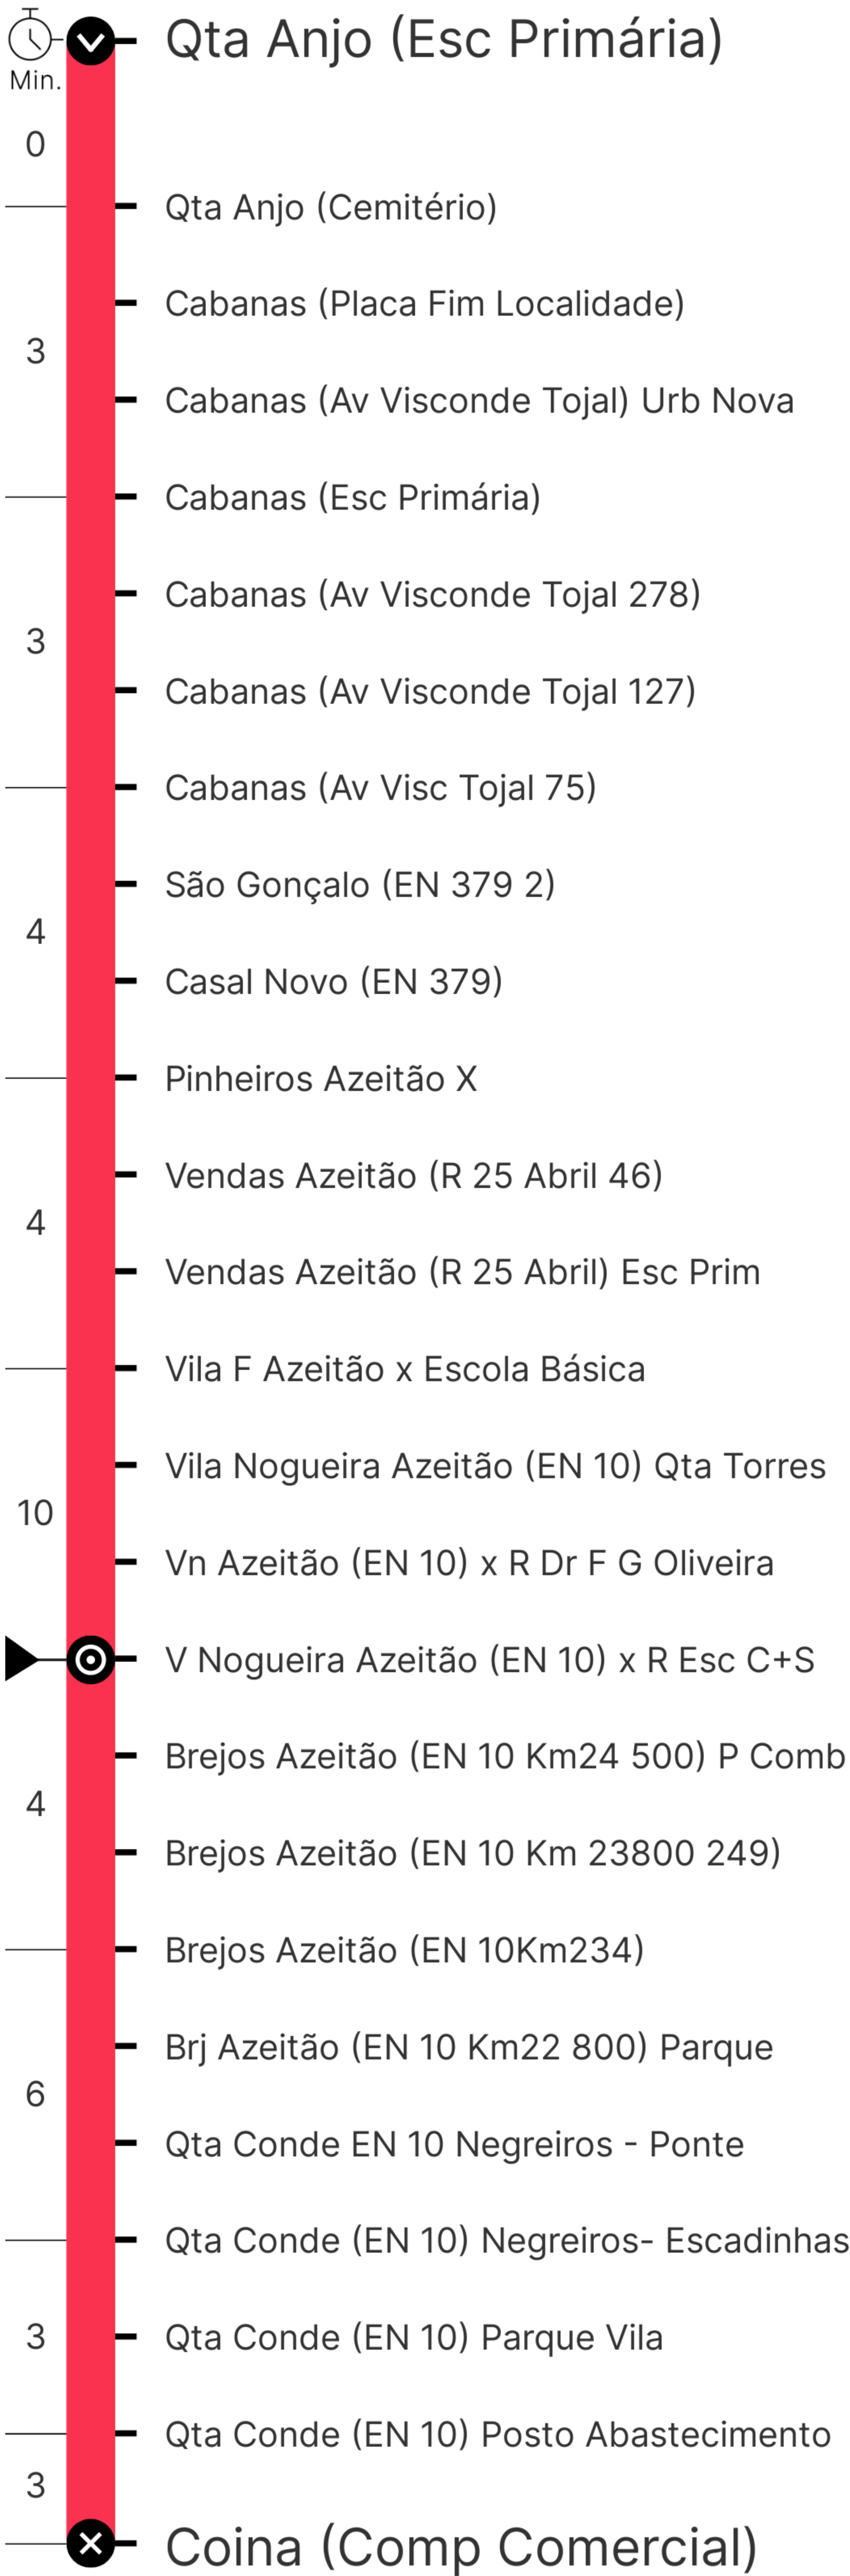 Qta Anjo (Esc Primária)
Min.
0
Qta Anjo (Cemitério)
Cabanas (Placa Fim Localidade)
3
Cabanas (Av Visconde Tojal) Urb Nova
Cabanas (Esc Primária)
Cabanas (Av Visconde Tojal 278)
3
Cabanas (Av Visconde Tojal 127)
Cabanas (Av Visc Tojal 75)
São Gonçalo (EN 379 2)
4
Casal Novo (EN 379)
Pinheiros Azeitão X
Vendas Azeitão (R 25 Abril 46)
4
Vendas Azeitão (R 25 Abril) Esc Prim
Vila F Azeitão x Escola Básica
Vila Nogueira Azeitão (EN 10) Qta Torres
10
Vn Azeitão (EN 10) x R Dr F G Oliveira
V Nogueira Azeitão (EN 10) x R Esc C+S
Brejos Azeitão (EN 10 Km24 500) P Comb
4
Brejos Azeitão (EN 10 Km 23800 249)
Brejos Azeitão (EN 10Km234)
Brj Azeitão (EN 10 Km22 800) Parque
6
Qta Conde EN 10 Negreiros - Ponte
Qta Conde (EN 10) Negreiros- Escadinhas
3
Qta Conde (EN 10) Parque Vila
Qta Conde (EN 10) Posto Abastecimento
3
Coina (Comp Comercial)